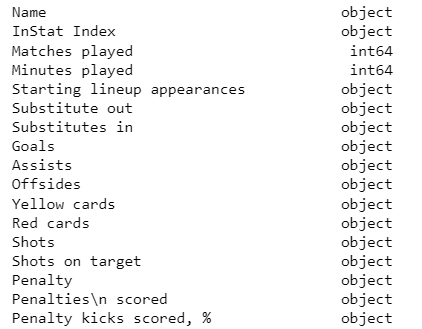 Name object
InStat Index object
Matches played int64
Minutes played int64
Starting lineup appearances object
Substitute out object
Substitutes in object
Goals object
Assists object
Offsides object
Yellow cards object
Red cards object
Shots object
Shots on target object
Penalty object
Penalties\n scored object
Penalty kicks scored, % object